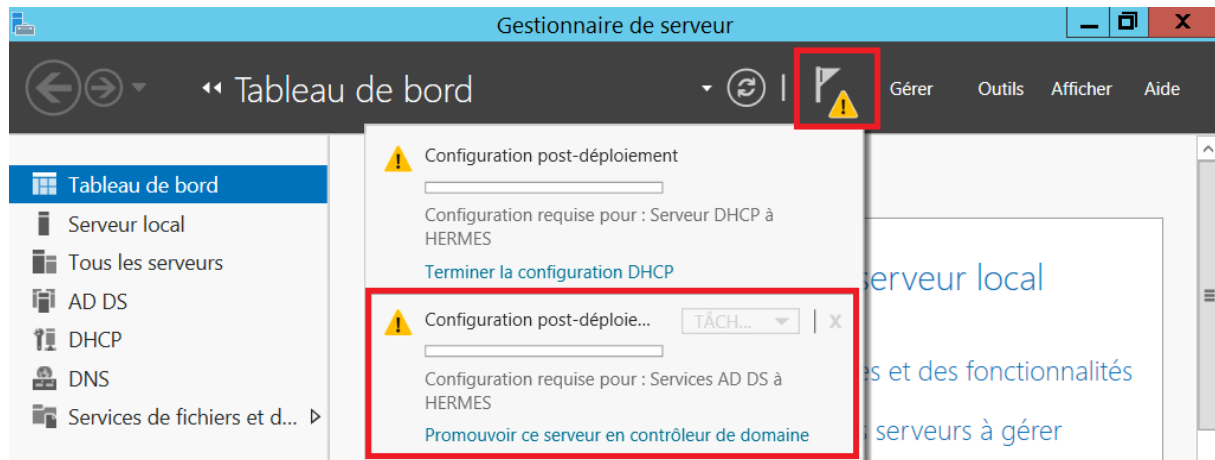 Gestionnaire de serveur
Tableau de bord
Gérer Outils Afficher Aide
Tableau de bord
Serveur local
Tous les serveurs
AD DS
DHCP
DNS
Services de fichiers et d...
Configuration post-déploiement
Configuration requise pour : Serveur DHCP à
HERMES
Terminer la configuration DHCP
Configuration post-déploie... TÂCH...
Configuration requise pour : Services AD DS à
HERMES
Promouvoir ce serveur en contrôleur de domaine
serveur local
et des fonctionnalités
serveurs à gérer